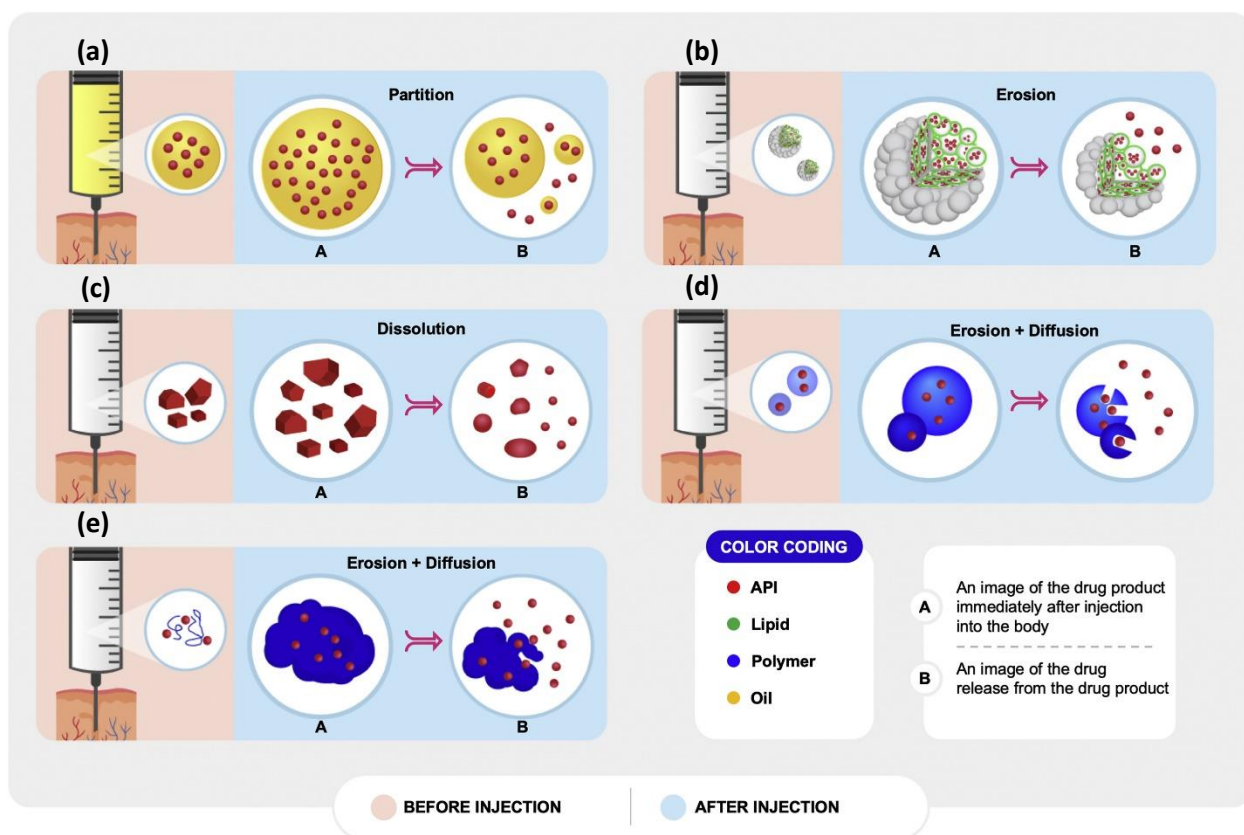 (a)
Partition
A
B
(b)
Erosion
A
B
(c)
Dissolution
A
B
(d)
Erosion + Diffusion
(e)
Erosion + Diffusion
A
B
COLOR CODING
API
Lipid
Polymer
Oil
A
An image of the drug product
immediately after injection
into the body
B
An image of the drug
release from the drug product
BEFORE INJECTION
AFTER INJECTION